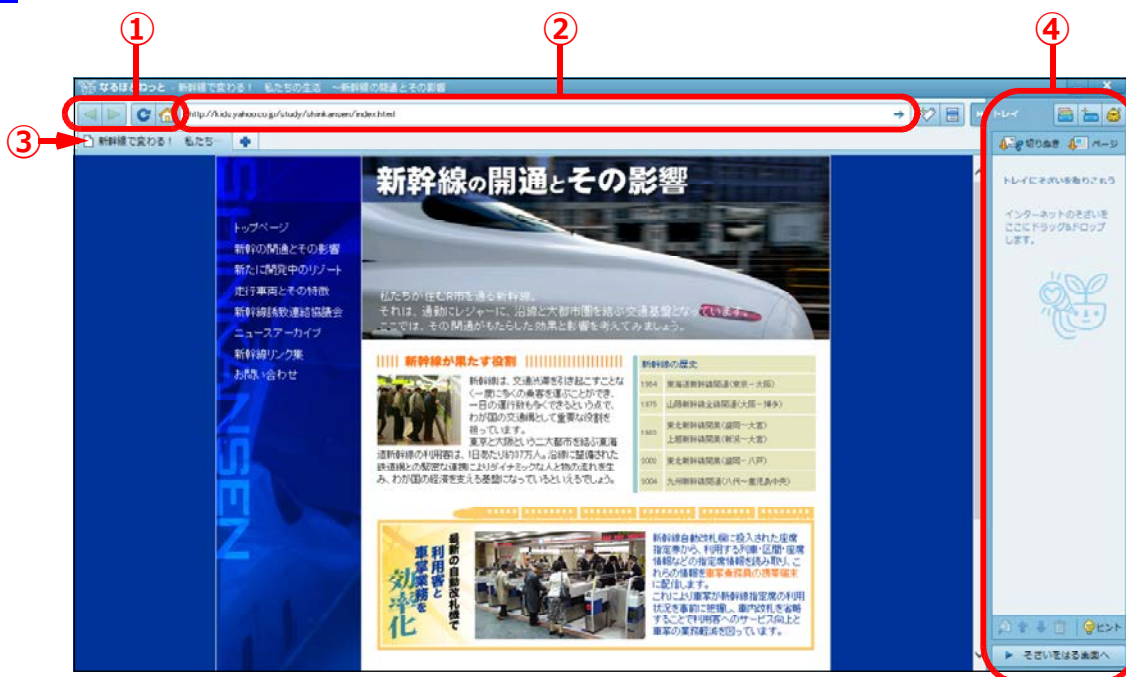 ①
②
④
なるほどねっと - 新幹線で変わる! 私たちの生活 ~新幹線の開通とその影響
http://kids.yahoo.co.jp/study/shinkansen/index.html
トレイ
③
新幹線で変わる! 私たち…
切りぬき
ページ
SHINKANSEN
新幹線の開通とその影響
トップページ
新幹の開通とその影響
新たに開発中のリゾート
走行車両とその特徴
新幹線誘致連絡協議会
ニュースアーカイブ
新幹線リンク集
お問い合わせ
私たちが住むR市を通る新幹線。
それは、通勤にレジャーに、沿線と大都市圏を結ぶ交通基盤となっています。
ここでは、その開通がもたらした効果と影響を考えてみましょう。
新幹線が果たす役割
新幹線は、交通渋滞を引き起こすことな
く一度に多くの乗客を運ぶことができ、
一日の運行数も多くできるという点で、
わが国の交通網として重要な役割を
担っています。
東京と大阪という二大都市を結ぶ東海
道新幹線の利用客は、1日あたり約37万人。沿線に整備された
鉄道網との緊密な連携によりダイナミックな人と物の流れを生
み、わが国の経済を支える基盤になっているといえるでしょう。
新幹線の歴史
1964 東海道新幹線開通(東京-大阪)
1975 山陽新幹線全線開通(大阪-博多)
東北新幹線開業(盛岡-大宮)
上越新幹線開業(新潟-大宮)
2002 東北新幹線開業(盛岡-八戸)
2004 九州新幹線開通(八代~鹿児島中央)
最新の自動改札機で
利用客と
車掌業務を
効率化
新幹線自動改札機に投入された座席
指定券から、利用する列車・区間・座席
情報などの指定席情報を読み取り、こ
れらの情報を車掌乗務員の携帯端末
に配信します。
これにより車掌が新幹線指定席の利用
状況を事前に把握し、車内改札を省略
することで利用客へのサービス向上と
車掌の業務軽減を図っています。
トレイにそざいを取りこもう
インターネットのそざいを
ここにドラッグ&ドロップ
します。
ヒント
そざいをはる画面へ